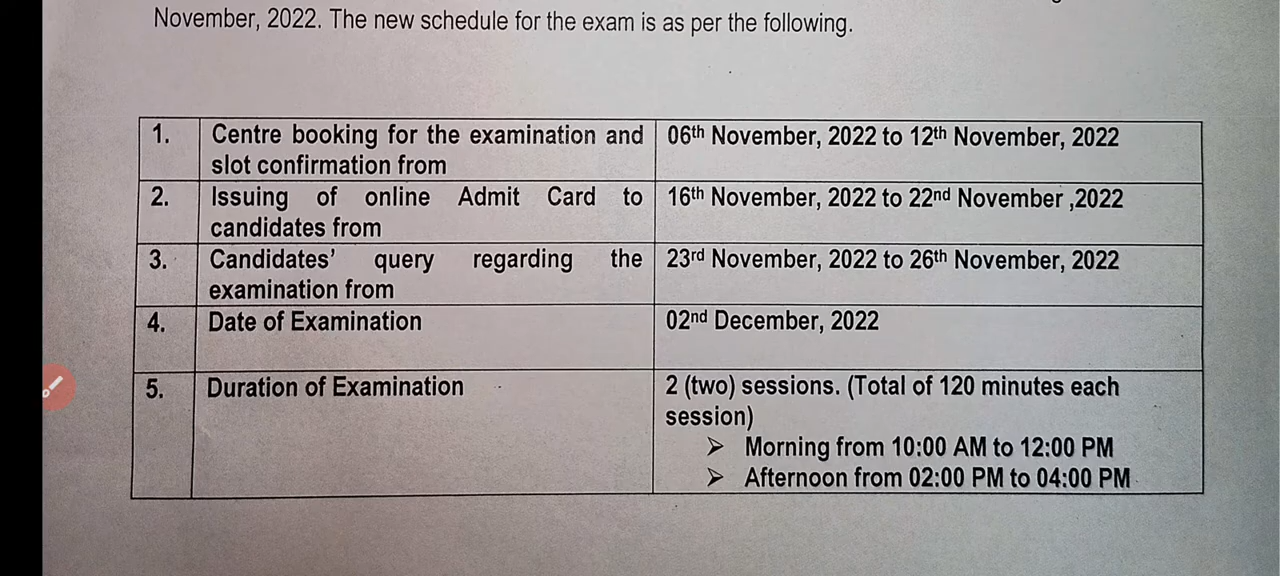 November, 2022. The new schedule for the exam is as per the following.
1. Centre booking for the examination and 06th November, 2022 to 12th November, 2022
slot confirmation from
2. Issuing of online Admit Card to 16th November, 2022 to 22nd November ,2022
candidates from
3. Candidates' query regarding the 23rd November, 2022 to 26th November, 2022
examination from
4. Date of Examination 02nd December, 2022
5. Duration of Examination 2 (two) sessions. (Total of 120 minutes each
session)
➢ Morning from 10:00 AM to 12:00 PM
➢ Afternoon from 02:00 PM to 04:00 PM